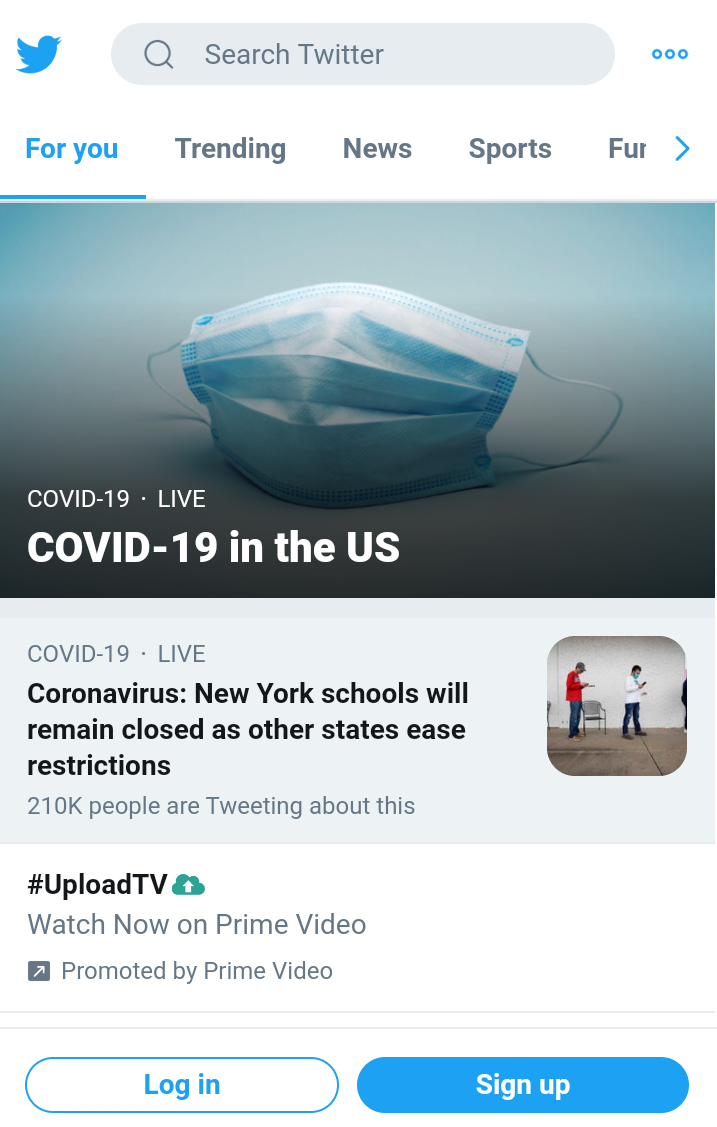 Search Twitter
For you Trending News Sports Fun
COVID-19 · LIVE
COVID-19 in the US
COVID-19 · LIVE
Coronavirus: New York schools will
remain closed as other states ease
restrictions
210K people are Tweeting about this
#UploadTV
Watch Now on Prime Video
Promoted by Prime Video
Log in Sign up